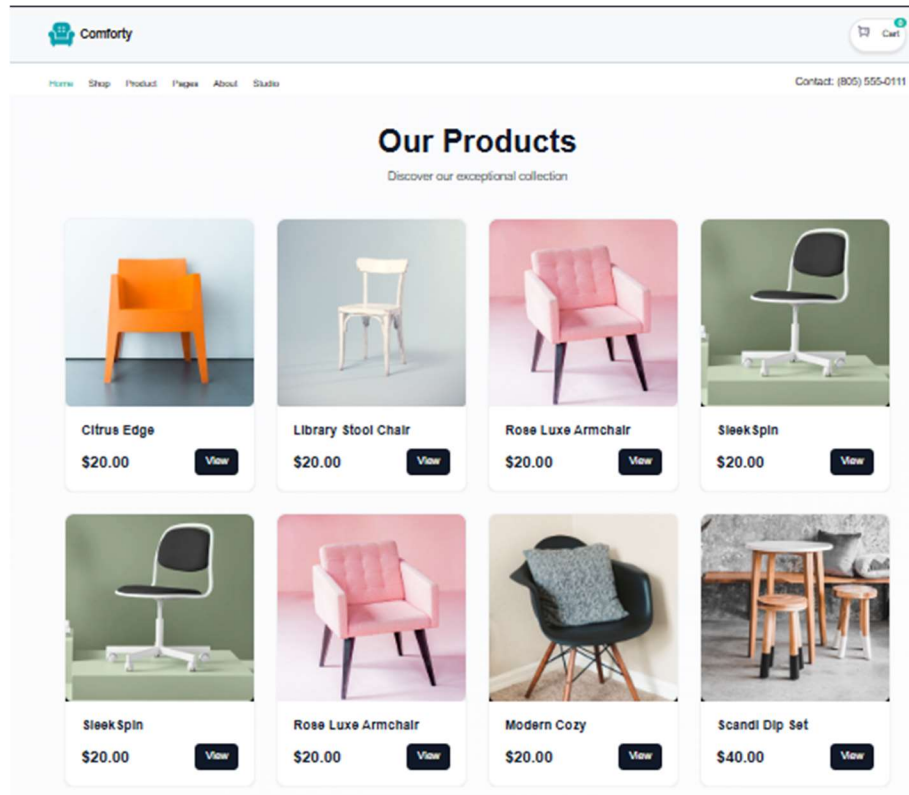 Comforty
0
Cart
Home Shop Product Pages About Studio
Contact: (805) 555-0111
Our Products
Discover our exceptional collection
Citrus Edge
$20.00 View
Library Stool Chair
$20.00 View
Rose Luxe Armchair
$20.00 View
SleekSpin
$20.00 View
SleekSpin
$20.00 View
Rose Luxe Armchair
$20.00 View
Modern Cozy
$20.00 View
Scandi Dip Set
$40.00 View